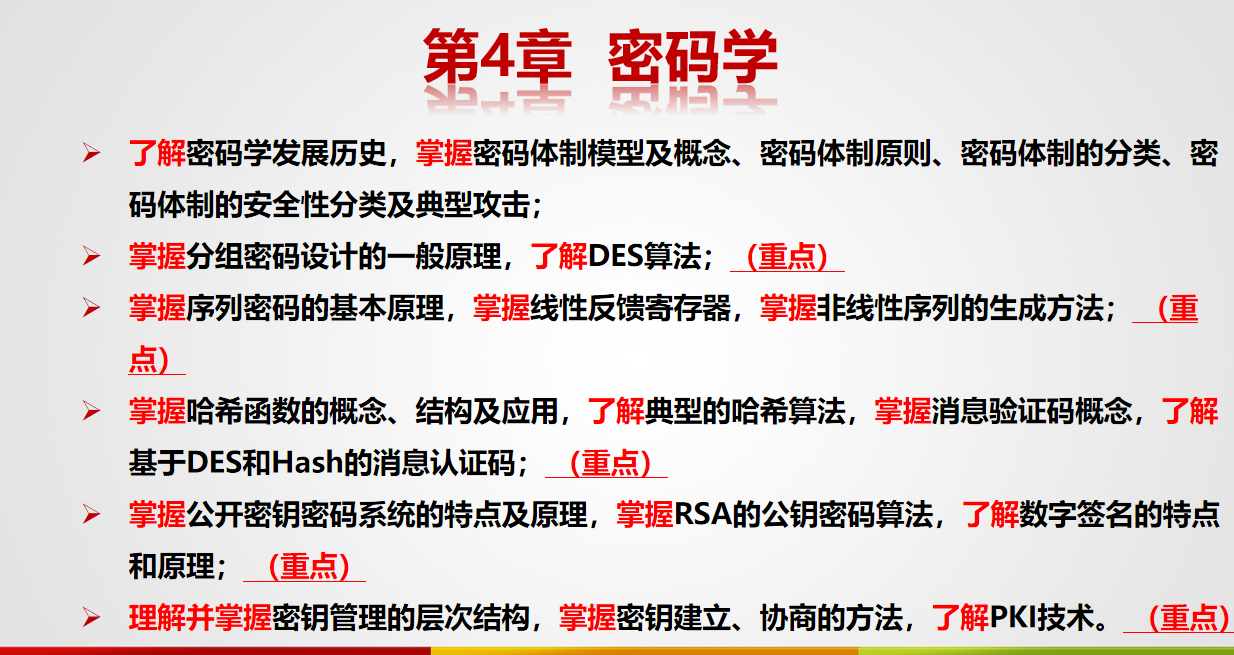 第4章 密码学
➢ 了解密码学发展历史，掌握密码体制模型及概念、密码体制原则、密码体制的分类、密
码体制的安全性分类及典型攻击；
➢ 掌握分组密码设计的一般原理，了解DES算法；（重点）
➢ 掌握序列密码的基本原理，掌握线性反馈寄存器，掌握非线性序列的生成方法；（重
点）
➢ 掌握哈希函数的概念、结构及应用，了解典型的哈希算法，掌握消息验证码概念，了解
基于DES和Hash的消息认证码；（重点）
➢ 掌握公开密钥密码系统的特点及原理，掌握RSA的公钥密码算法，了解数字签名的特点
和原理；（重点）
➢ 理解并掌握密钥管理的层次结构，掌握密钥建立、协商的方法，了解PKI技术。（重点）